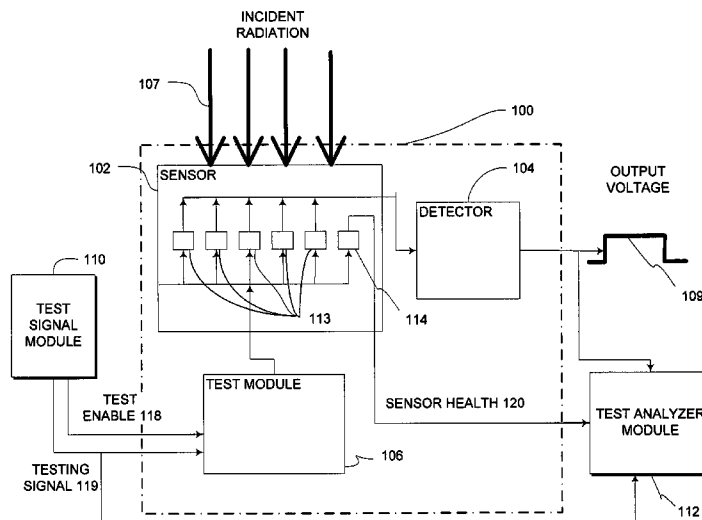 INCIDENT
RADIATION
107
100
102
SENSOR
104
DETECTOR
OUTPUT
VOLTAGE
110
TEST
SIGNAL
MODULE
113
114
109
TEST MODULE
TEST
ENABLE 118
SENSOR HEALTH 120
TEST ANALYZER
MODULE
TESTING
SIGNAL 119
106
112